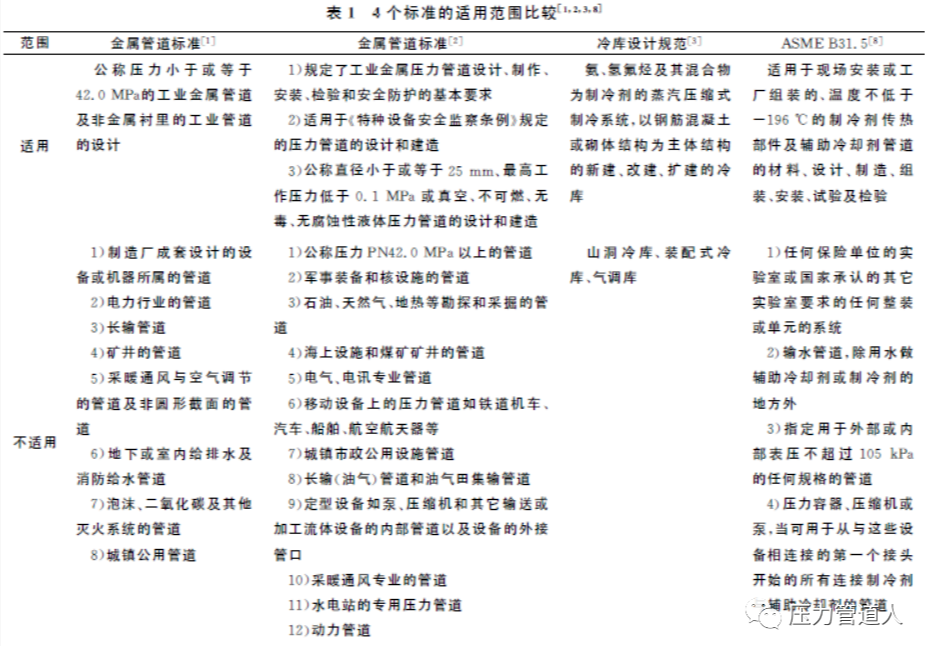 表1 4个标准的适用范围比较[1,2,3,8]
范围 金属管道标准[1] 金属管道标准[2] 冷库设计规范[3] ASME B31.5[8]
适用
公称压力小于或等于
42.0 MPa的工业金属管道
及非金属衬里的工业管道
的设计
1)规定了工业金属压力管道设计、制作、
安装、检验和安全防护的基本要求
2)适用于《特种设备安全监察条例》规定
的压力管道的设计和建造
3)公称直径小于或等于 25 mm、最高工
作压力低于 0.1 MPa 或真空、不可燃、无
毒、无腐蚀性液体压力管道的设计和建造
氨、氢氟烃及其混合物
为制冷剂的蒸汽压缩式
制冷系统,以钢筋混凝土
或砌体结构为主体结构
的新建、改建、扩建的冷
库
适用于现场安装或工
厂组装的、温度不低于
-196 ℃的制冷剂传热
部件及辅助冷却剂管道
的材料、设计、制造、组
装、安装、试验及检验
不适用
1)制造厂成套设计的设
备或机器所属的管道
2)电力行业的管道
3)长输管道
4)矿井的管道
5)采暖通风与空气调节
的管道及非圆形截面的管
道
6)地下或室内给排水及
消防给水管道
7)泡沫、二氧化碳及其他
灭火系统的管道
8)城镇公用管道
1)公称压力PN42.0 MPa以上的管道
2)军事装备和核设施的管道
3)石油、天然气、地热等勘探和采掘的管
道
4)海上设施和煤矿矿井的管道
5)电气、电讯专业管道
6)移动设备上的压力管道如铁道机车、
汽车、船舶、航空航天器等
7)城镇市政公用设施管道
8)长输(油气)管道和油气田集输管道
9)定型设备如泵、压缩机和其它输送或
加工流体设备的内部管道以及设备的外接
管口
10)采暖通风专业的管道
11)水电站的专用压力管道
12)动力管道
山洞冷库、装配式冷
库、气调库
1)任何保险单位的实
验室或国家承认的其它
实验室要求的任何整装
或单元的系统
2)输水管道,除用水做
辅助冷却剂或制冷剂的
地方外
3)指定用于外部或内
部表压不超过 105 kPa
的任何规格的管道
4)压力容器、压缩机或
泵,当可用于从与这些设
备相连接的第一个接头
开始的所有连接制冷剂
辅助冷却剂的管道
压力管道人